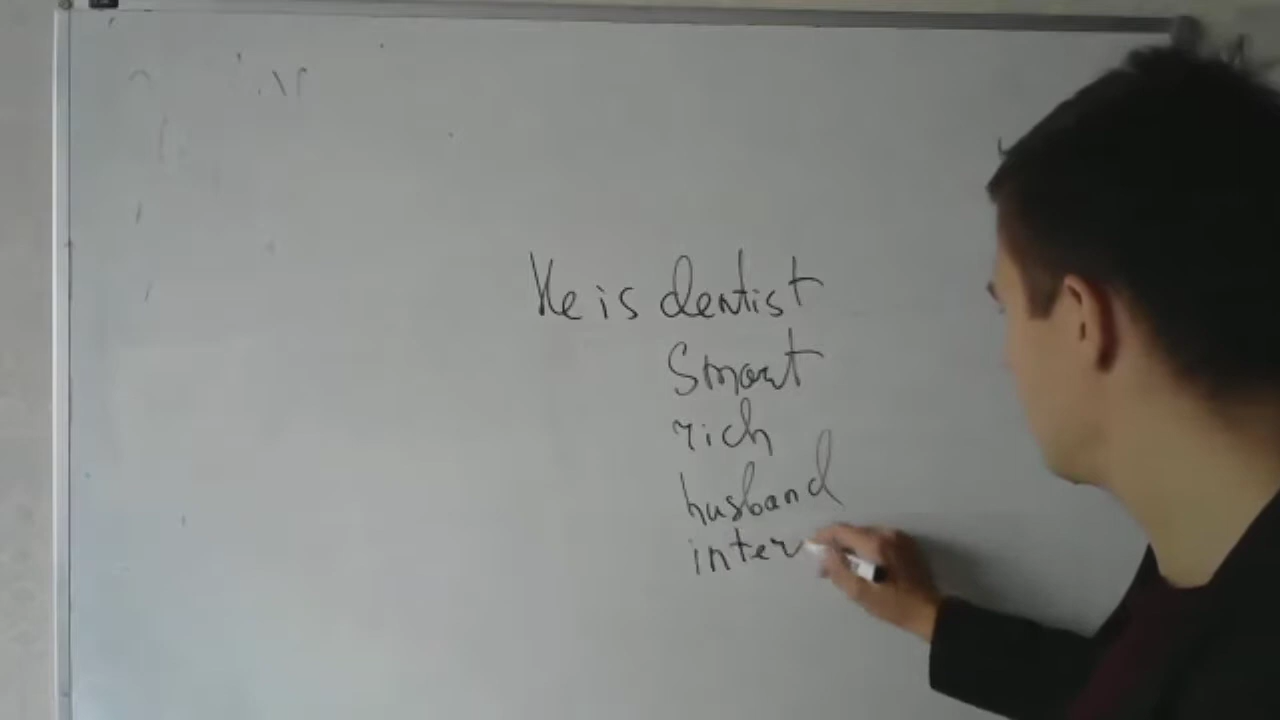 He is dentist
Smart
rich
husband
inter